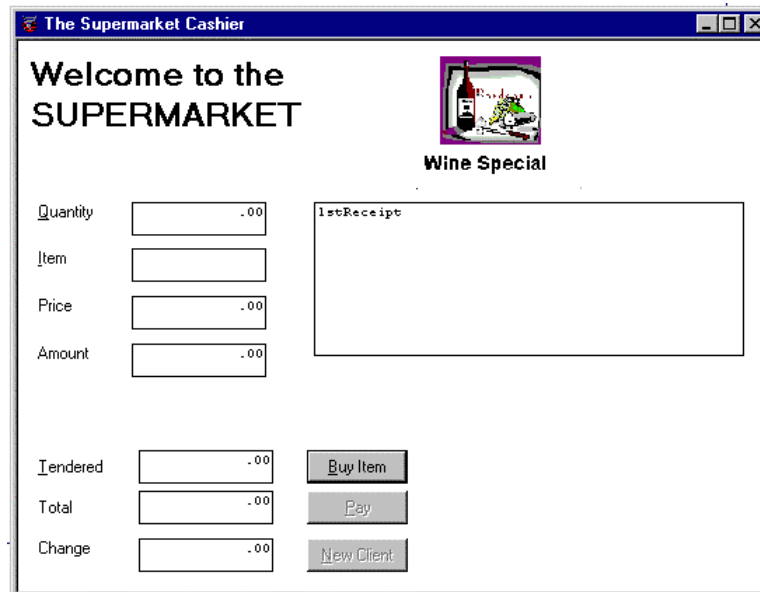 The Supermarket Cashier
Welcome to the
SUPERMARKET
Wine Special
Quantity .00
lstReceipt
Item
Price .00
Amount .00
Tendered .00
Buy Item
Total .00
Pay
Change .00
New Client